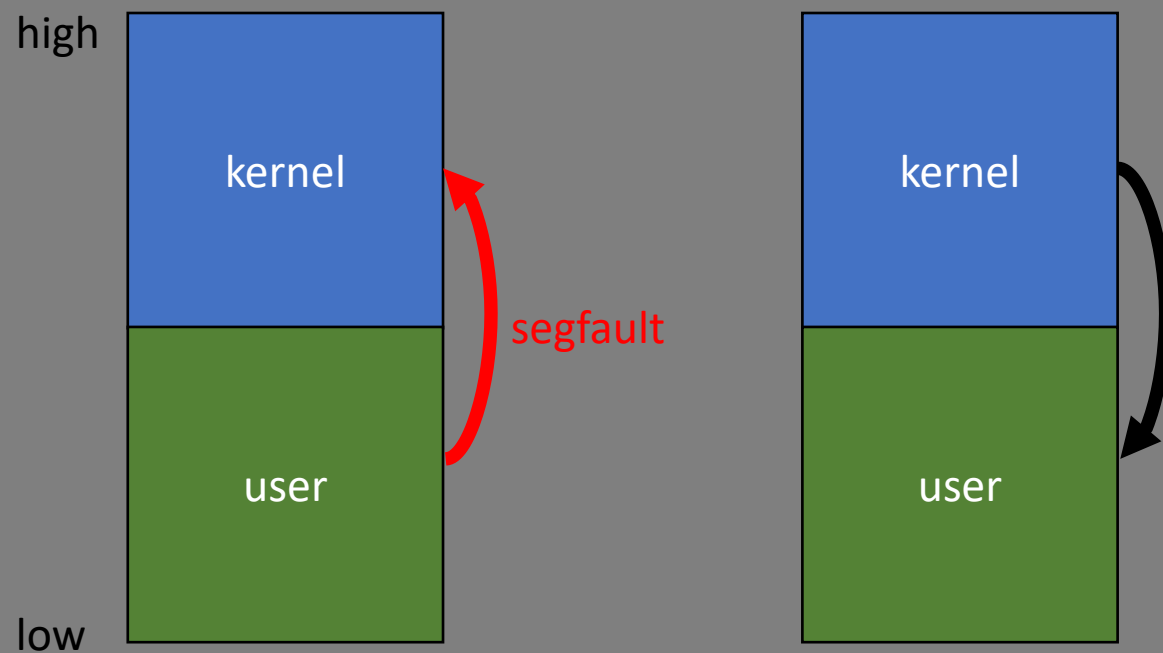 high
kernel
kernel
segfault
user
user
low